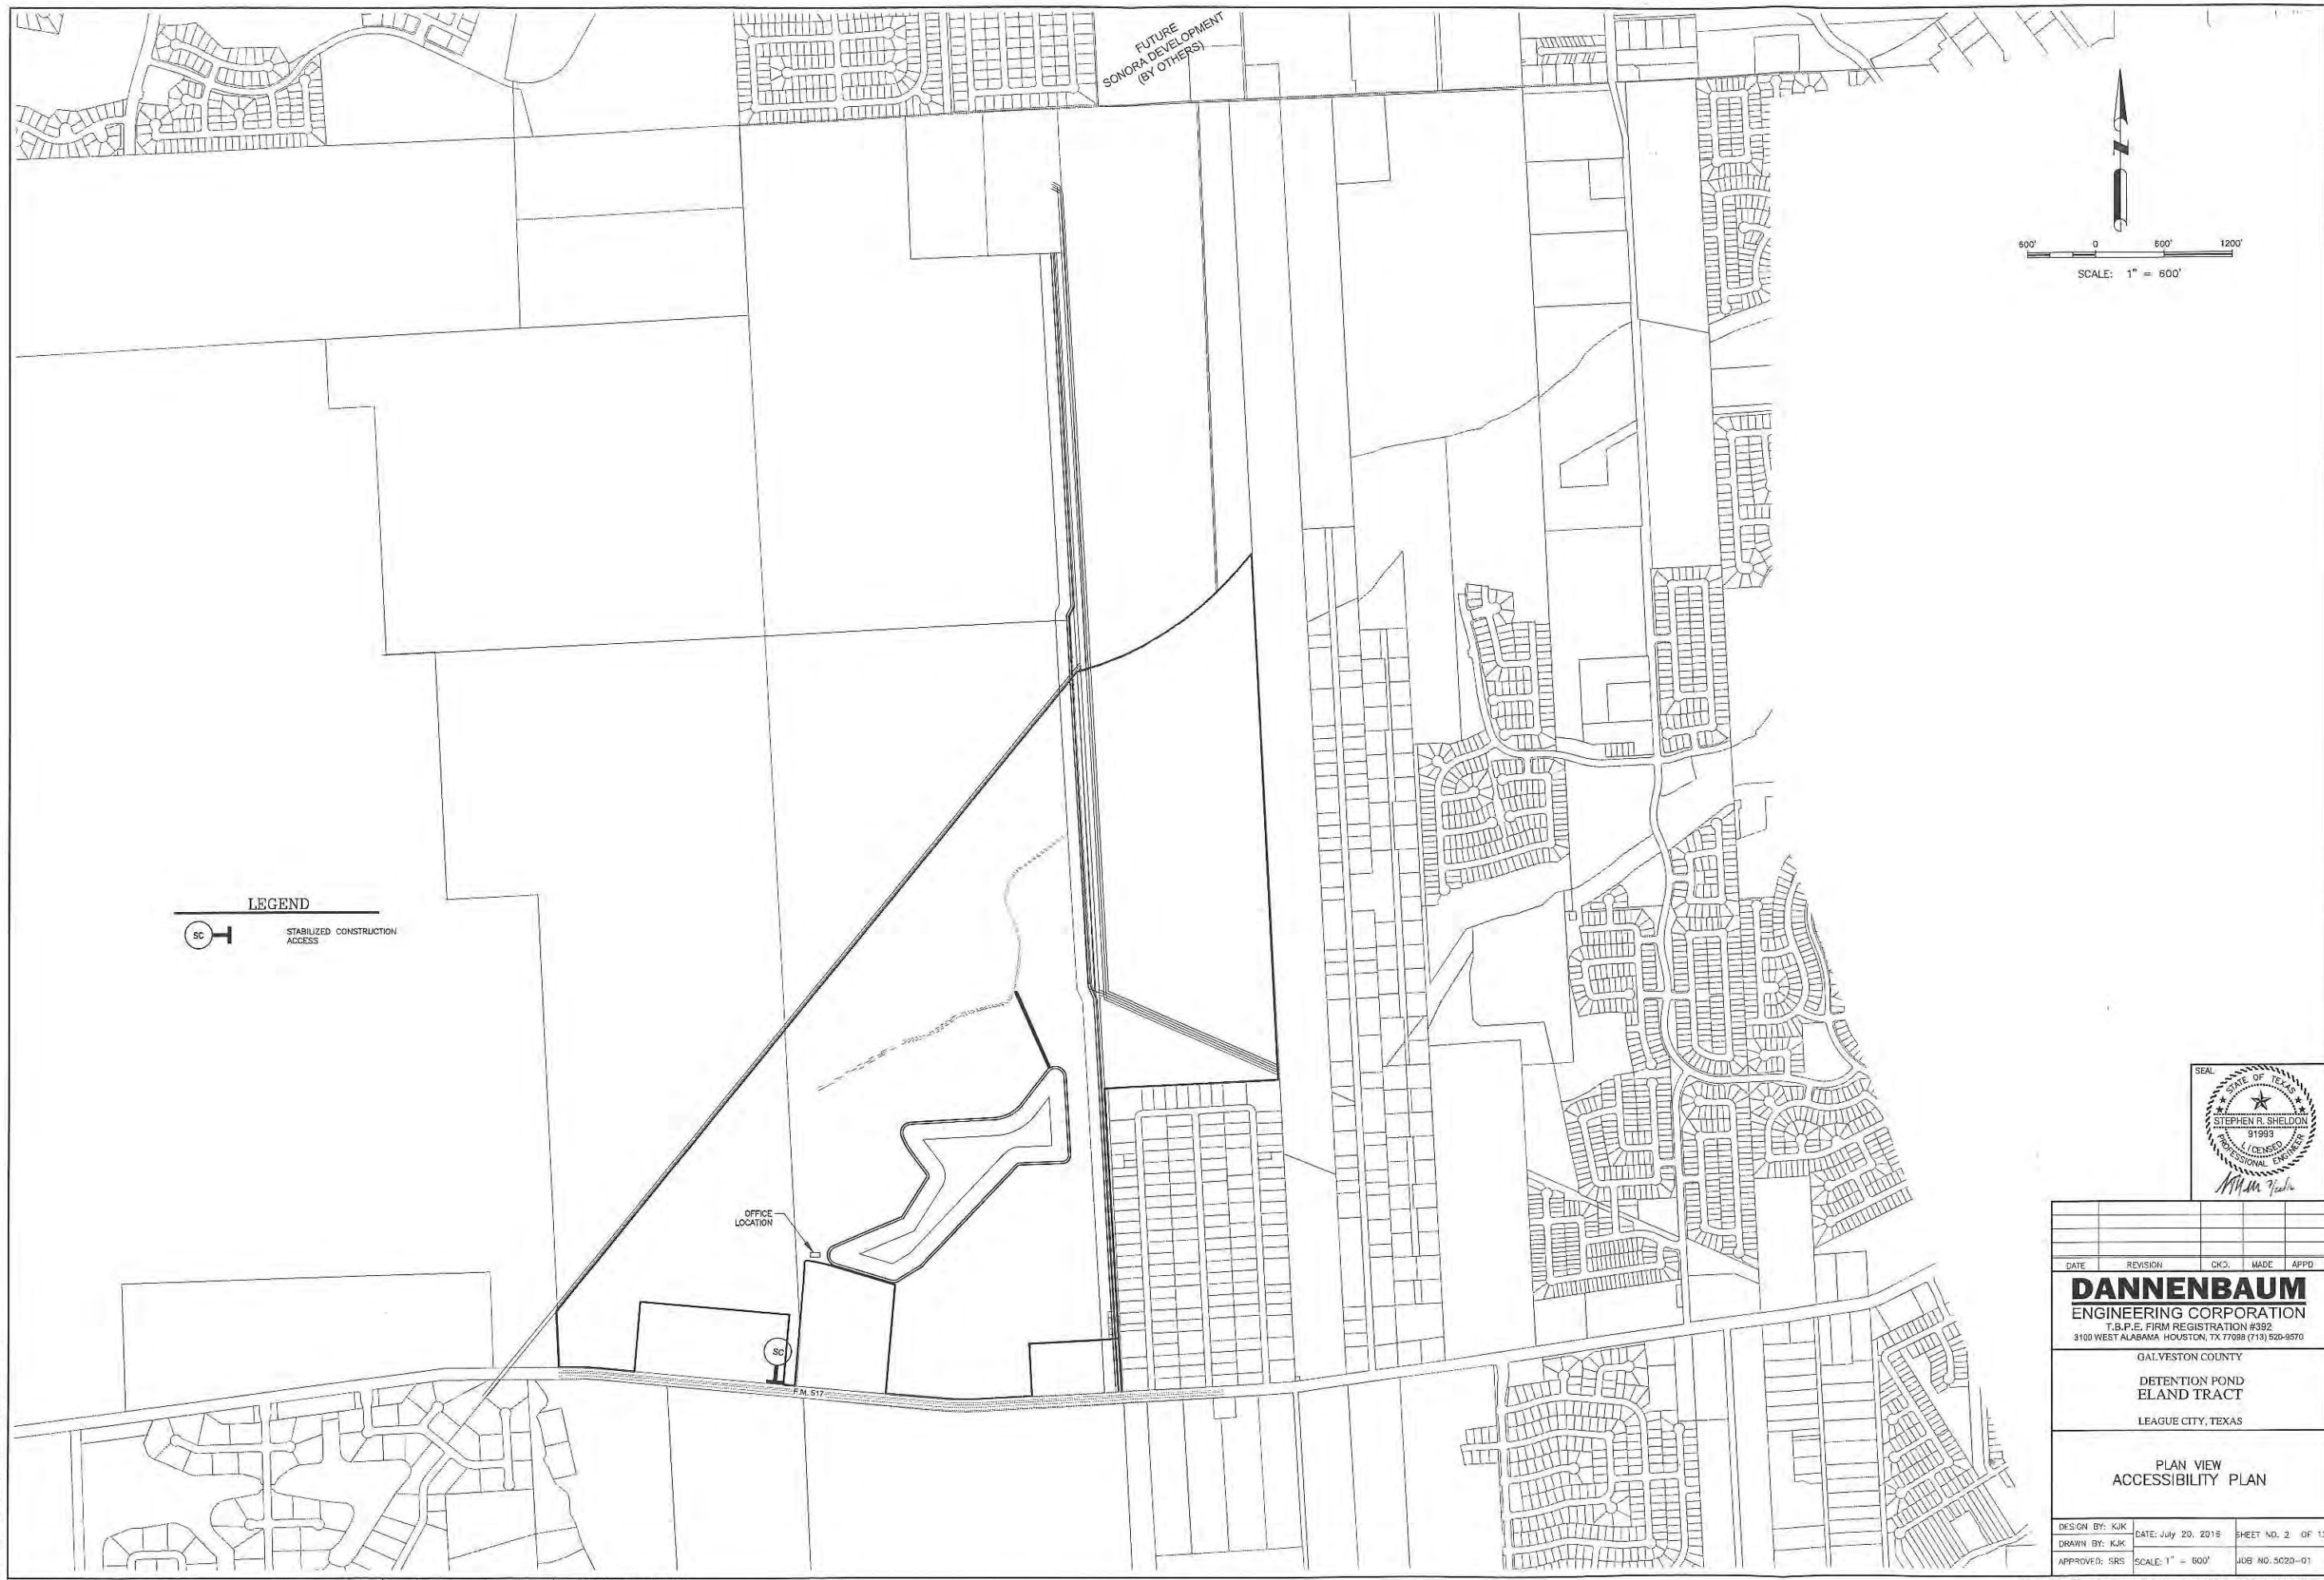 FUTURE
SONORA DEVELOPMENT
(BY OTHERS)
N
600' 0 600' 1200'
SCALE: 1" = 600'
LEGEND
SC STABILIZED CONSTRUCTION
ACCESS
OFFICE
LOCATION
SC
F.M. 517
SEAL
STATE OF TEXAS
STEPHEN R. SHELDON
91993
LICENSED
PROFESSIONAL ENGINEER
DATE REVISION CKD. MADE APPD
DANNENBAUM
ENGINEERING CORPORATION
T.B.P.E. FIRM REGISTRATION #392
3100 WEST ALABAMA HOUSTON, TX 77098 (713) 520-9570
GALVESTON COUNTY
DETENTION POND
ELAND TRACT
LEAGUE CITY, TEXAS
PLAN VIEW
ACCESSIBILITY PLAN
DESIGN BY: KJK
DRAWN BY: KJK
APPROVED: SRS
DATE: July 20, 2016
SCALE: 1" = 600'
SHEET NO. 2 OF
JOB NO. 5020-01